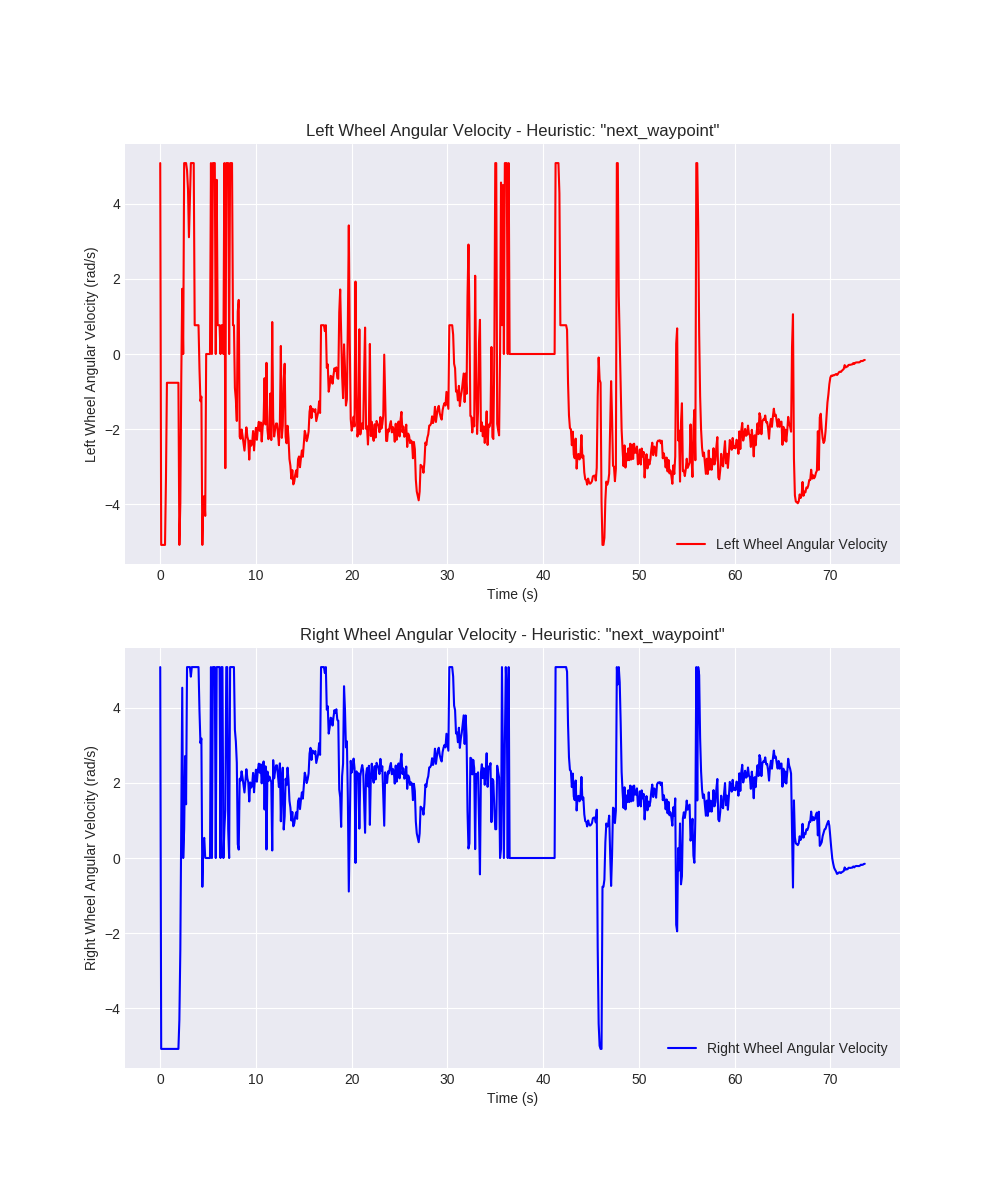 Left Wheel Angular Velocity - Heuristic: "next_waypoint"
Left Wheel Angular Velocity (rad/s)
4
2
0
−2
−4
Left Wheel Angular Velocity
0 10 20 30 40 50 60 70
Time (s)
Right Wheel Angular Velocity - Heuristic: "next_waypoint"
Right Wheel Angular Velocity (rad/s)
4
2
0
−2
−4
Right Wheel Angular Velocity
0 10 20 30 40 50 60 70
Time (s)